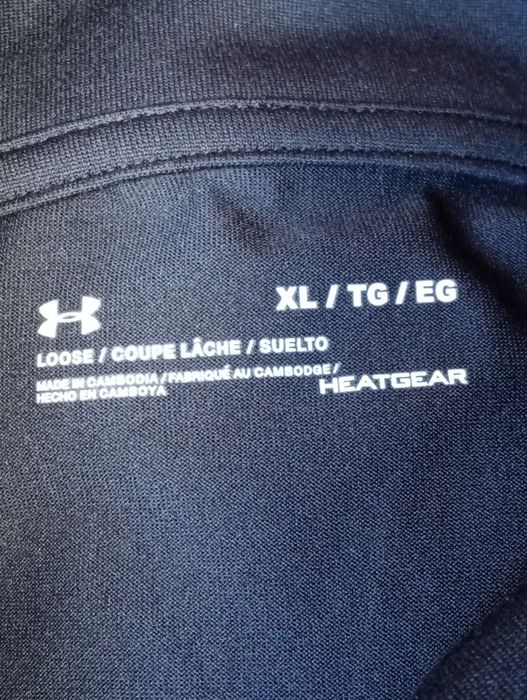 XL / TG / EG
LOOSE / COUPE LÂCHE / SUELTO
MADE IN CAMBODIA / FABRIQUÉ AU CAMBODGE /
HECHO EN CAMBOYA
HEATGEAR